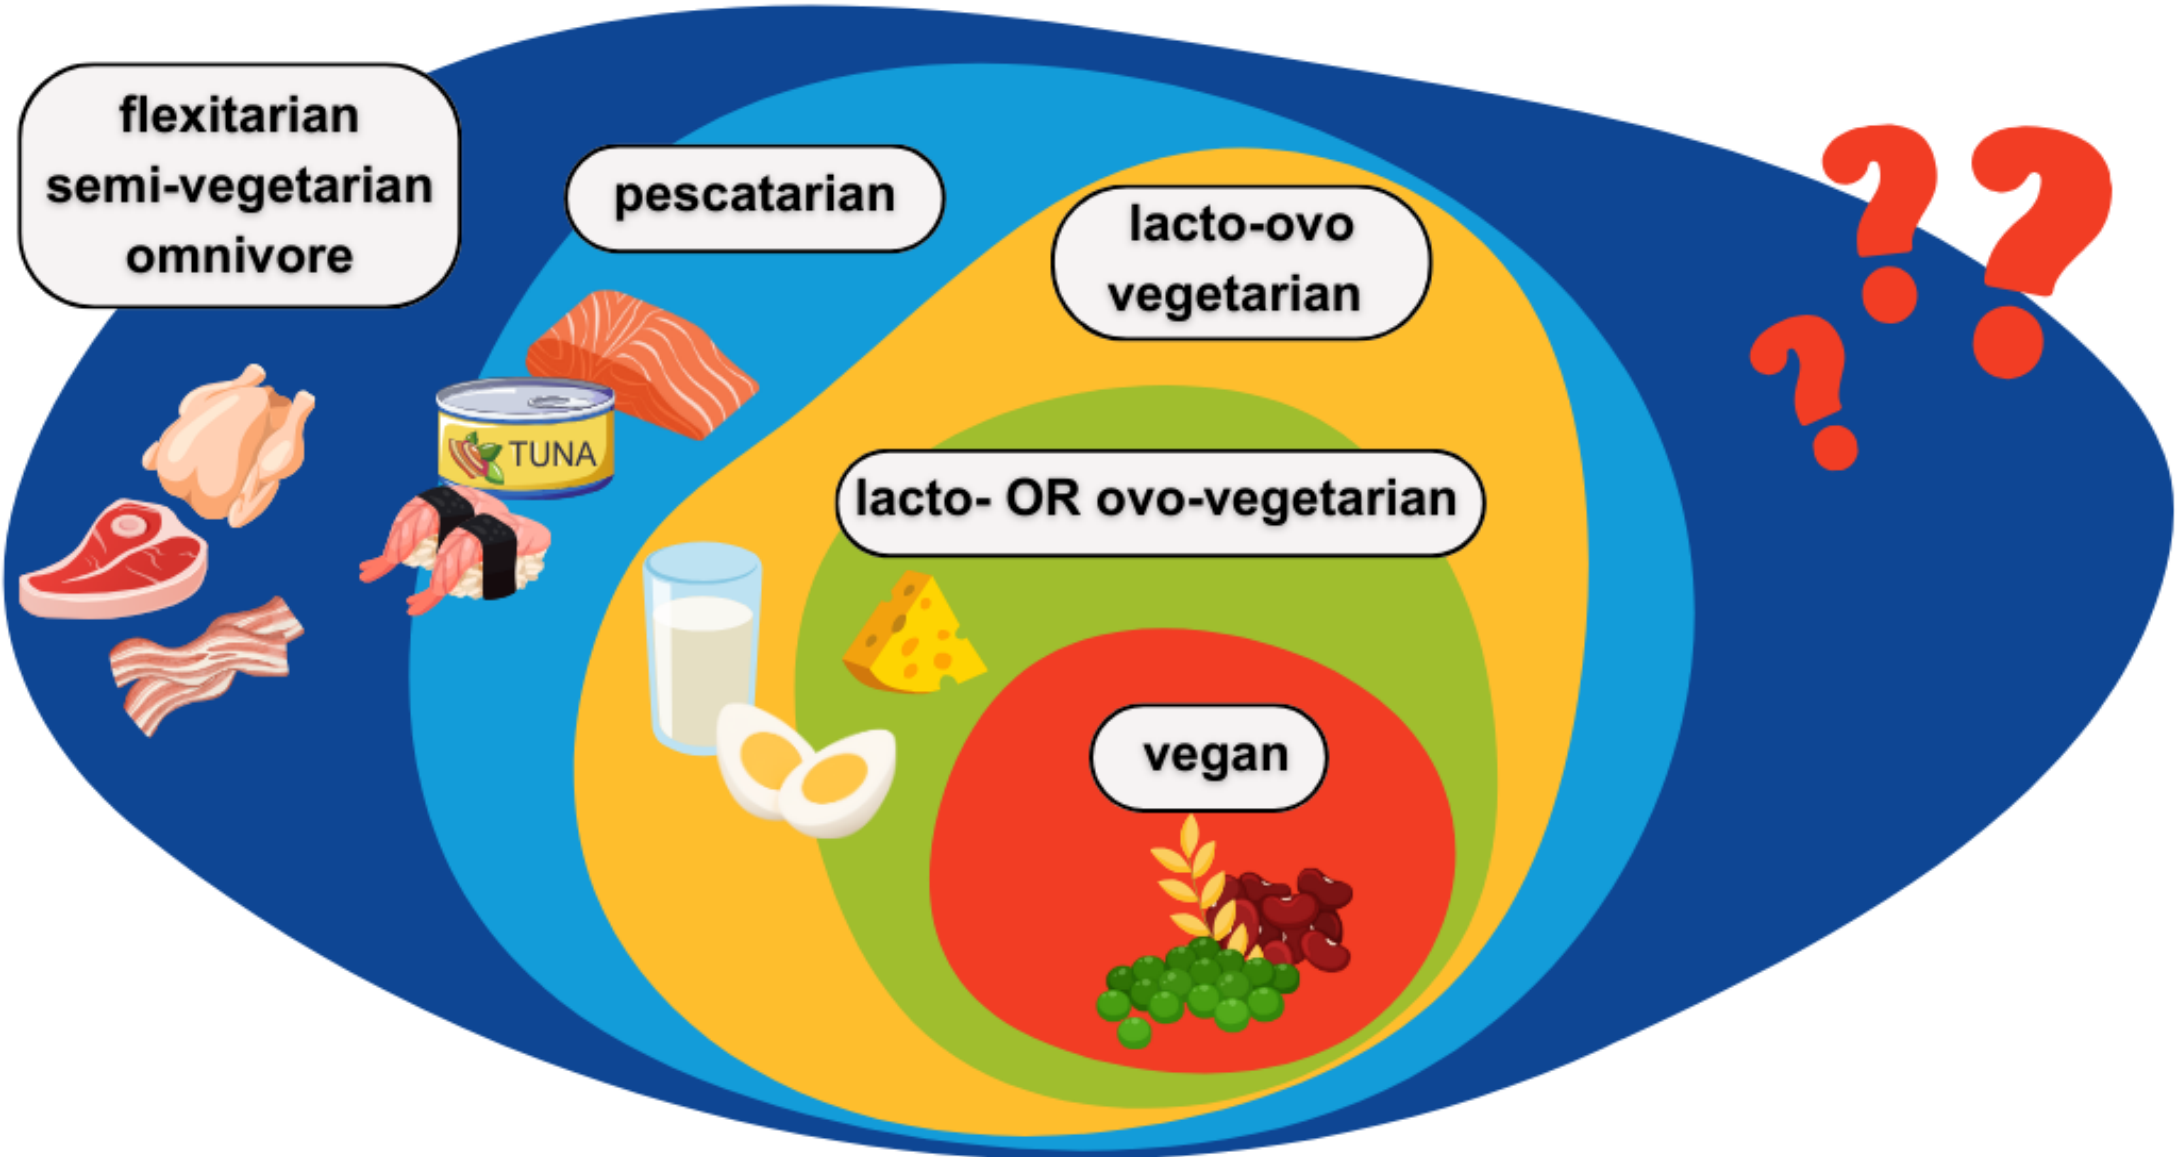 flexitarian
semi-vegetarian
omnivore
pescatarian
lacto-ovo
vegetarian
TUNA
lacto- OR ovo-vegetarian
vegan
??
?